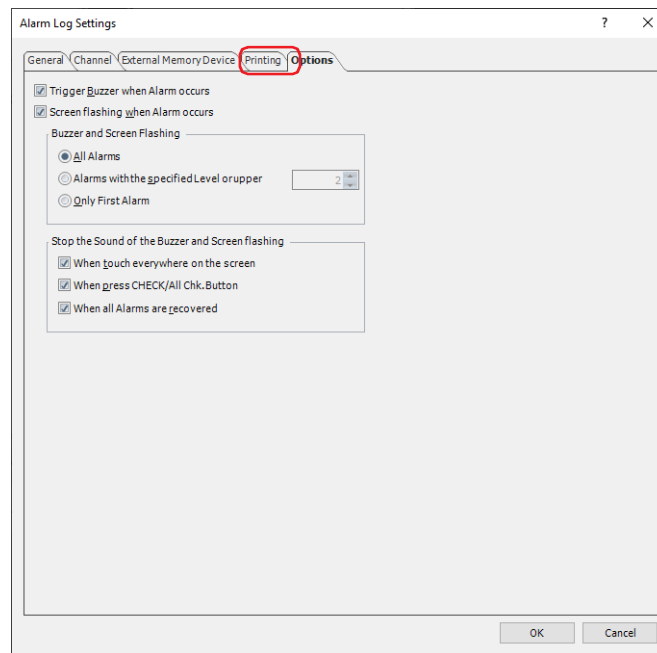 Alarm Log Settings ? ×
General Channel External Memory Device Printing Options
Trigger Buzzer when Alarm occurs
Screen flashing when Alarm occurs
Buzzer and Screen Flashing
All Alarms
Alarms with the specified Level or upper 2
Only First Alarm
Stop the Sound of the Buzzer and Screen flashing
When touch everywhere on the screen
When press CHECK/All Chk. Button
When all Alarms are recovered
OK Cancel